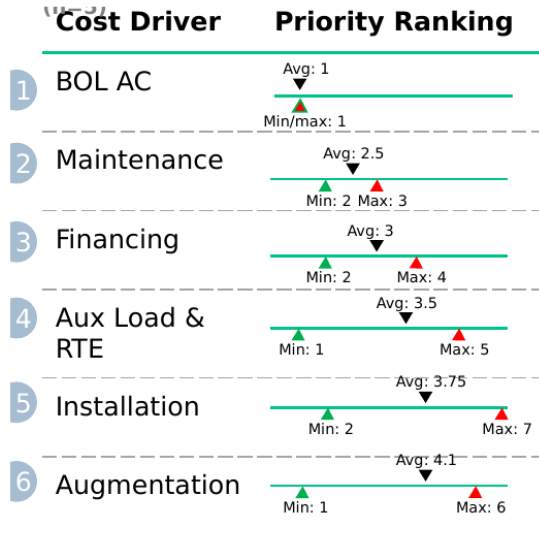 Cost Driver Priority Ranking
1 BOL AC
Avg: 1
Min/max: 1
2 Maintenance
Avg: 2.5
Min: 2 Max: 3
3 Financing
Avg: 3
Min: 2 Max: 4
4 Aux Load &
RTE
Avg: 3.5
Min: 1 Max: 5
5 Installation
Avg: 3.75
Min: 2 Max: 7
6 Augmentation
Avg: 4.1
Min: 1 Max: 6